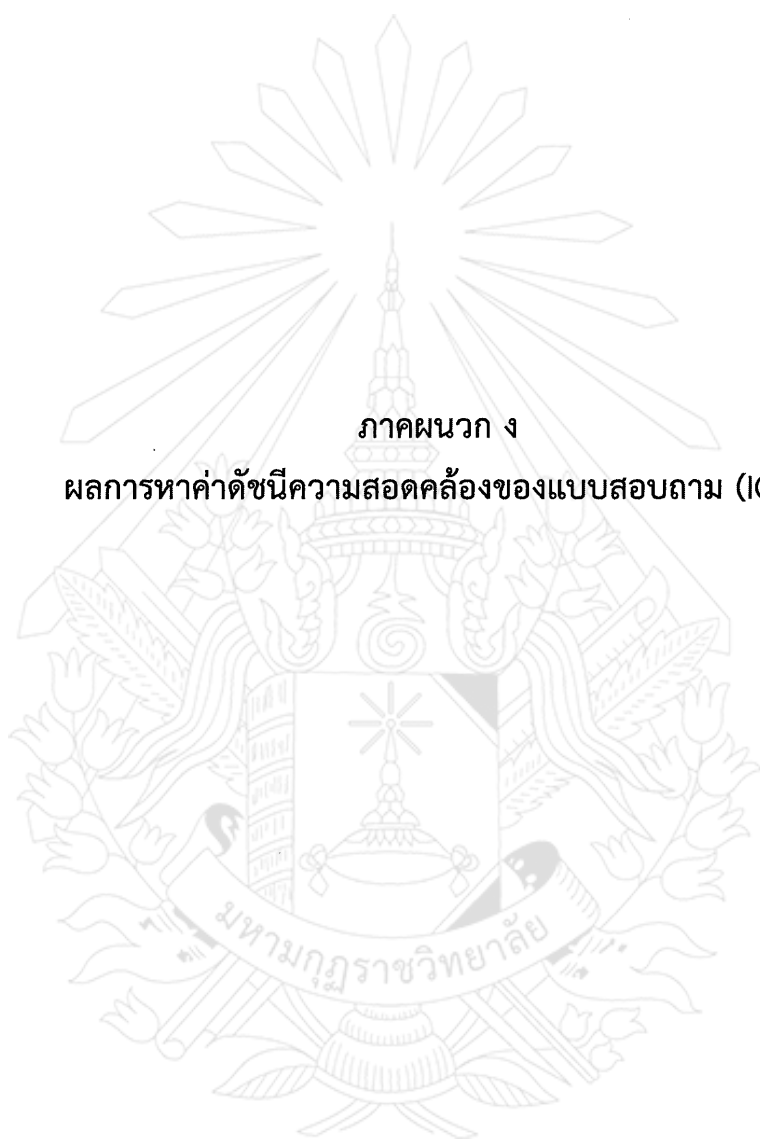 ภาคผนวก ง
ผลการหาค่าดัชนีความสอดคล้องของแบบสอบถาม
มหามกุฏราชวิทยาลัย